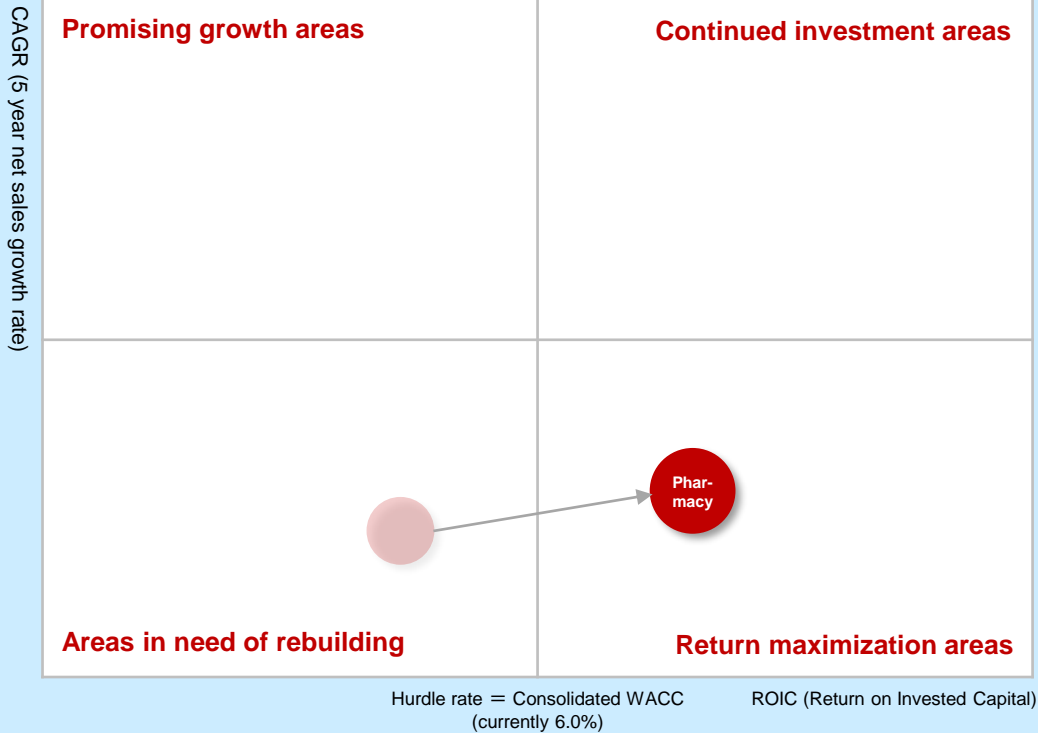 CAGR (5 year net sales growth rate)
Promising growth areas
Continued investment areas
Phar-
macy
Areas in need of rebuilding
Return maximization areas
Hurdle rate ＝ Consolidated WACC
(currently 6.0%)
ROIC (Return on Invested Capital)